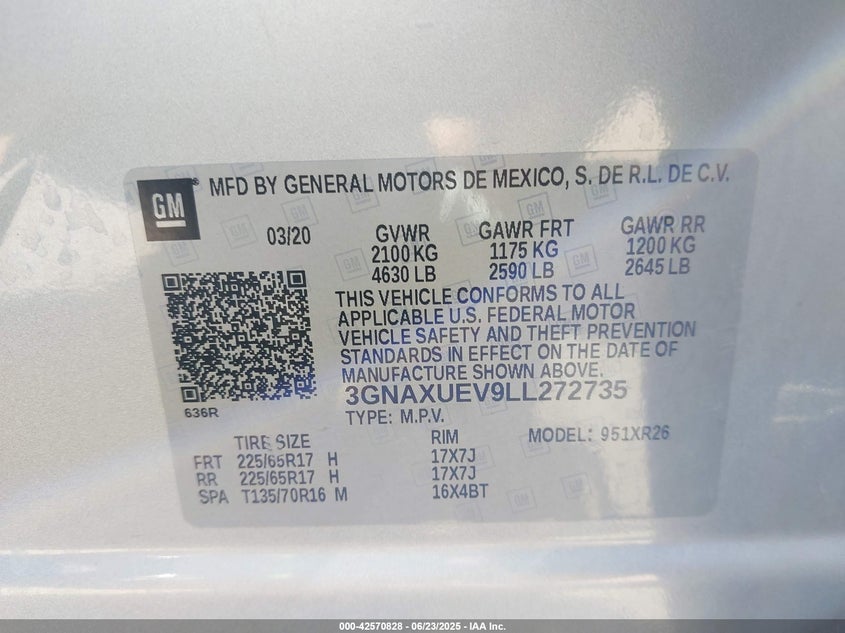 GM
MFD BY GENERAL MOTORS DE MEXICO, S. DE R.L. DE C.V.
03/20 GVWR GAWR FRT GAWR RR
2100 KG 1175 KG 1200 KG
4630 LB 2590 LB 2645 LB
THIS VEHICLE CONFORMS TO ALL
APPLICABLE U.S. FEDERAL MOTOR
VEHICLE SAFETY AND THEFT PREVENTION
STANDARDS IN EFFECT ON THE DATE OF
MANUFACTURE SHOWN ABOVE.
3GNAXUEV9LL272735
636R
TYPE: M.P.V.
TIRE SIZE RIM MODEL: 951XR26
FRT 225/65R17 H 17X7J
RR 225/65R17 H 17X7J
SPA T135/70R16 M 16X4BT
000-42570828 - 06/23/2025 - IAA Inc.